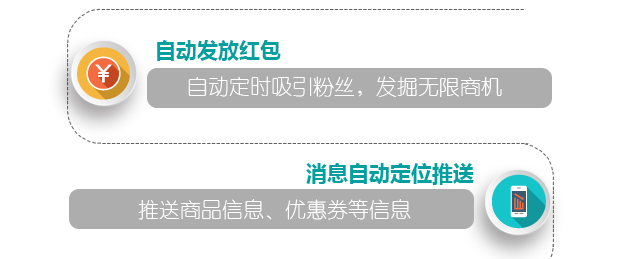 自动发放红包
自动定时吸引粉丝，发掘无限商机
消息自动定位推送
推送商品信息、优惠券等信息